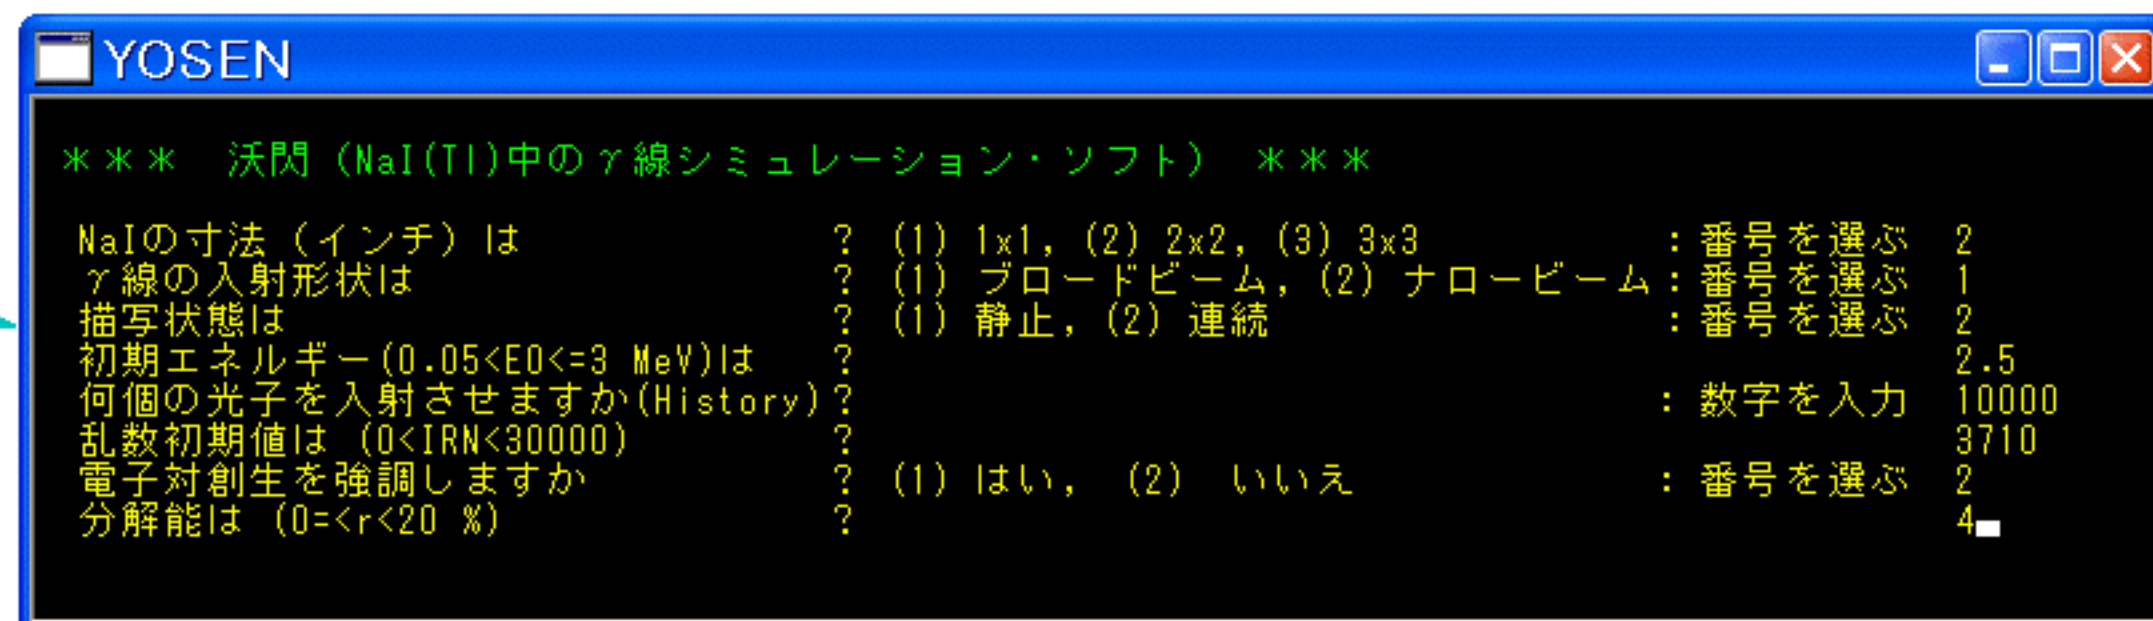 YOSEN
＊＊＊　沃閃（NaI(Tl)中のγ線シミュレーション・ソフト）　＊＊＊
NaIの寸法（インチ）は ? (1) 1x1, (2) 2x2, (3) 3x3 : 番号を選ぶ 2
γ線の入射形状は ? (1) ブロードビーム, (2) ナロービーム : 番号を選ぶ 1
描写状態は ? (1) 静止, (2) 連続 : 番号を選ぶ 2
初期エネルギー(0.05<E0<=3 MeV)は ? 2.5
何個の光子を入射させますか(History)? : 数字を入力 10000
乱数初期値は (0<IRN<30000) ? 3710
電子対創生を強調しますか ? (1) はい, (2) いいえ : 番号を選ぶ 2
分解能は (0=<r<20 %) ? 4